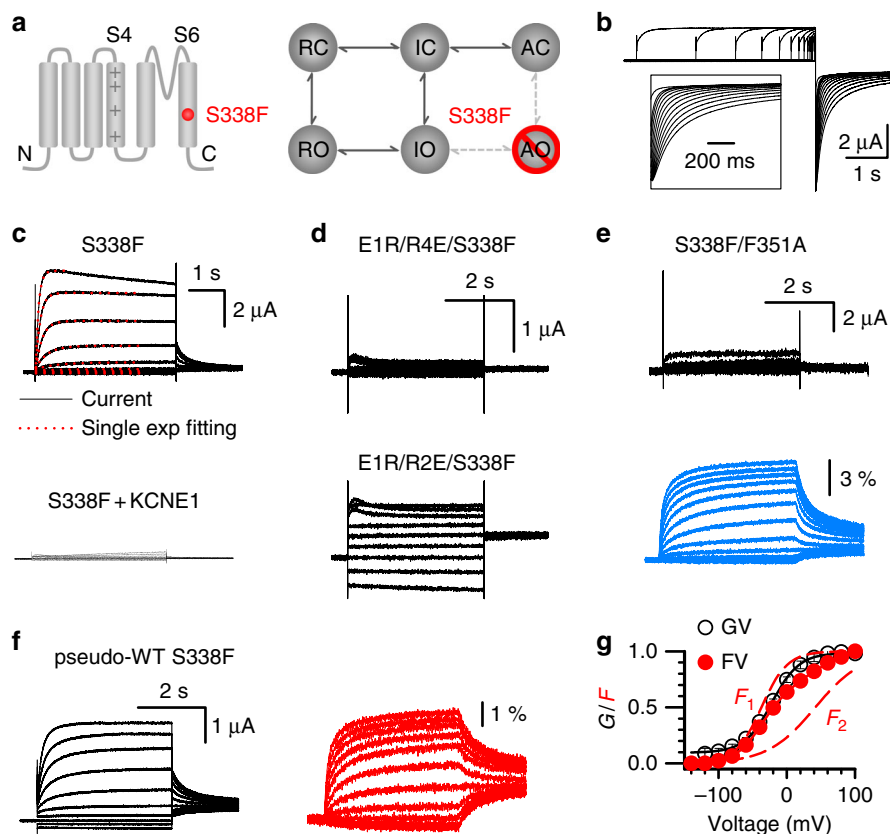 a
S4
S6
+
+
+
+
S338F
N
C
RC
IC
AC
S338F
RO
IO
AO
b
200 ms
2 μA
1 s
c
S338F
1 s
2 μA
Current
Single exp fitting
S338F + KCNE1
d
E1R/R4E/S338F
2 s
1 μA
E1R/R2E/S338F
e
S338F/F351A
2 s
2 μA
3 %
f
pseudo-WT S338F
2 s
1 μA
1 %
g
GV
FV
1.0
0.5
0.0
G/F
F1
F2
−100
0
100
Voltage (mV)